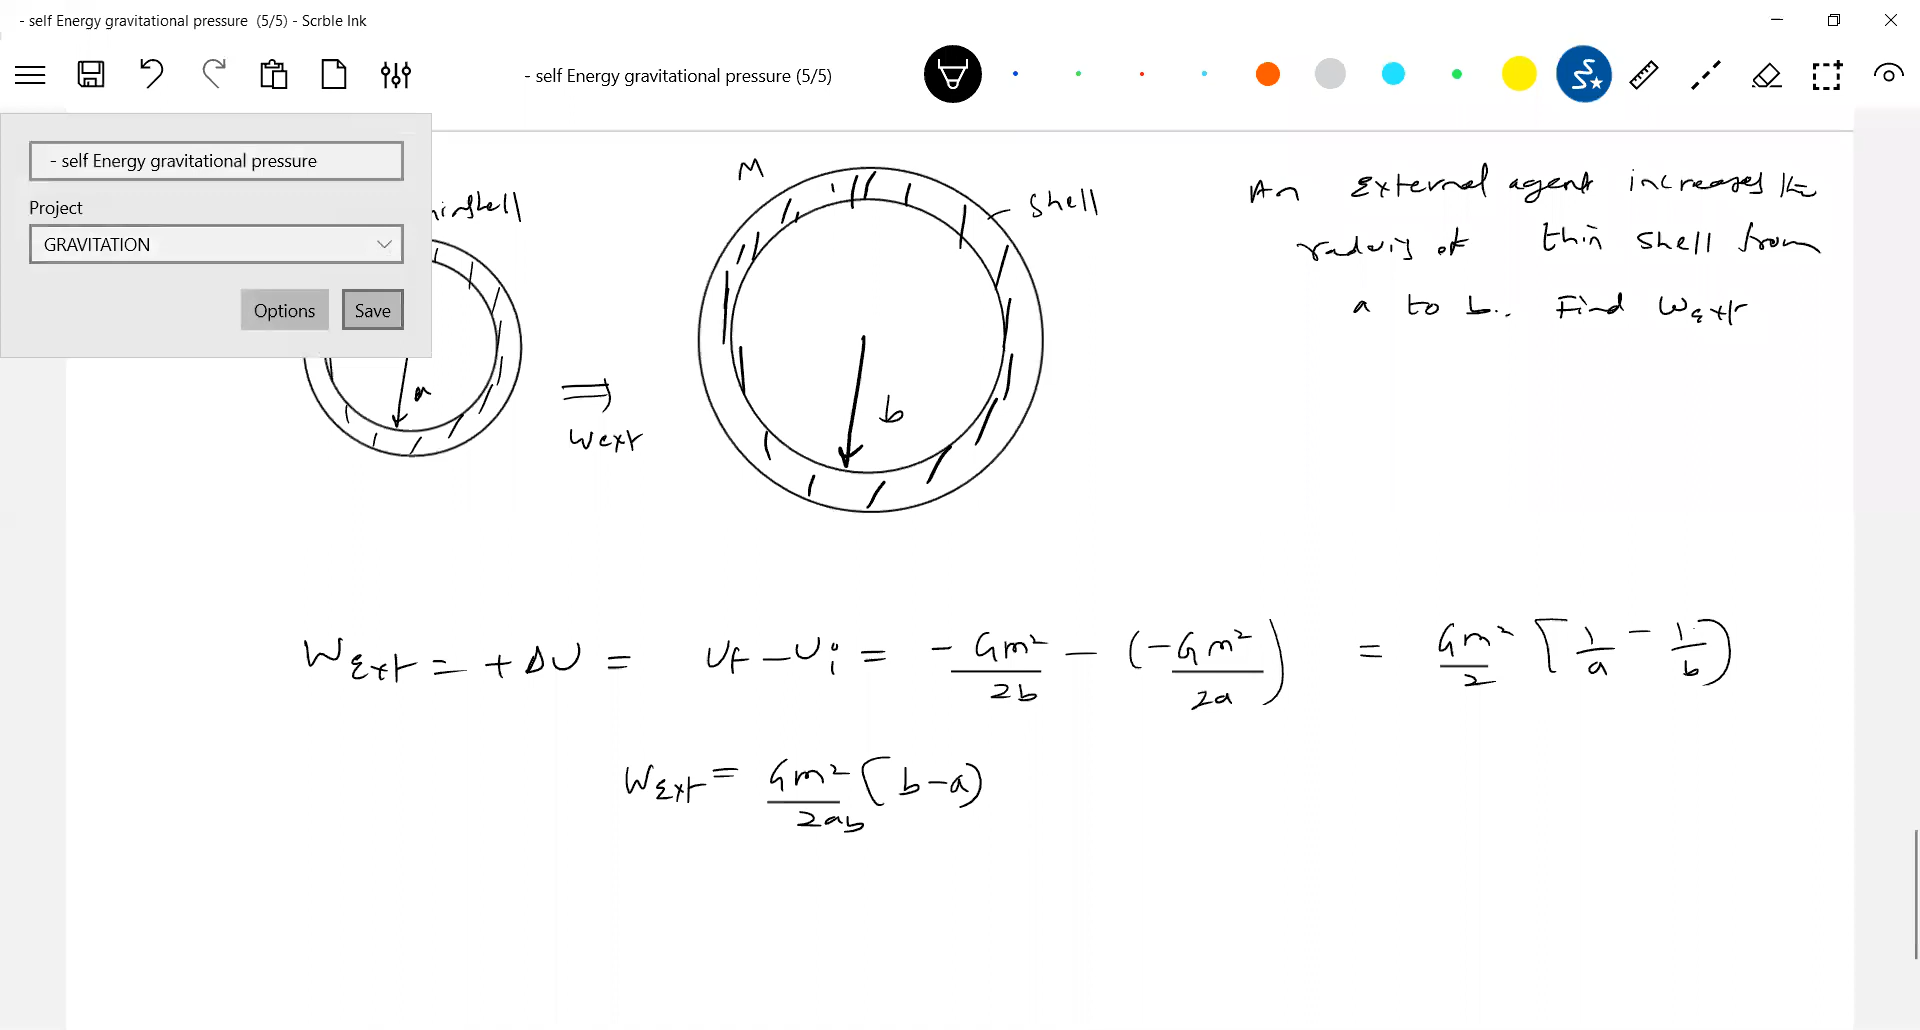 - self Energy gravitational pressure (5/5) - Scrble Ink
- self Energy gravitational pressure (5/5)
- self Energy gravitational pressure
Project
GRAVITATION
Options Save
M
shell
a
b
Wext
An External agent increases the
radius of thin shell from
a to b.. Find WExt
WExt = + ΔU = Uf - Ui = - Gm²/2b - (-Gm²/2a) = Gm²/2 [1/a - 1/b)
WExt = Gm²/2ab (b-a)